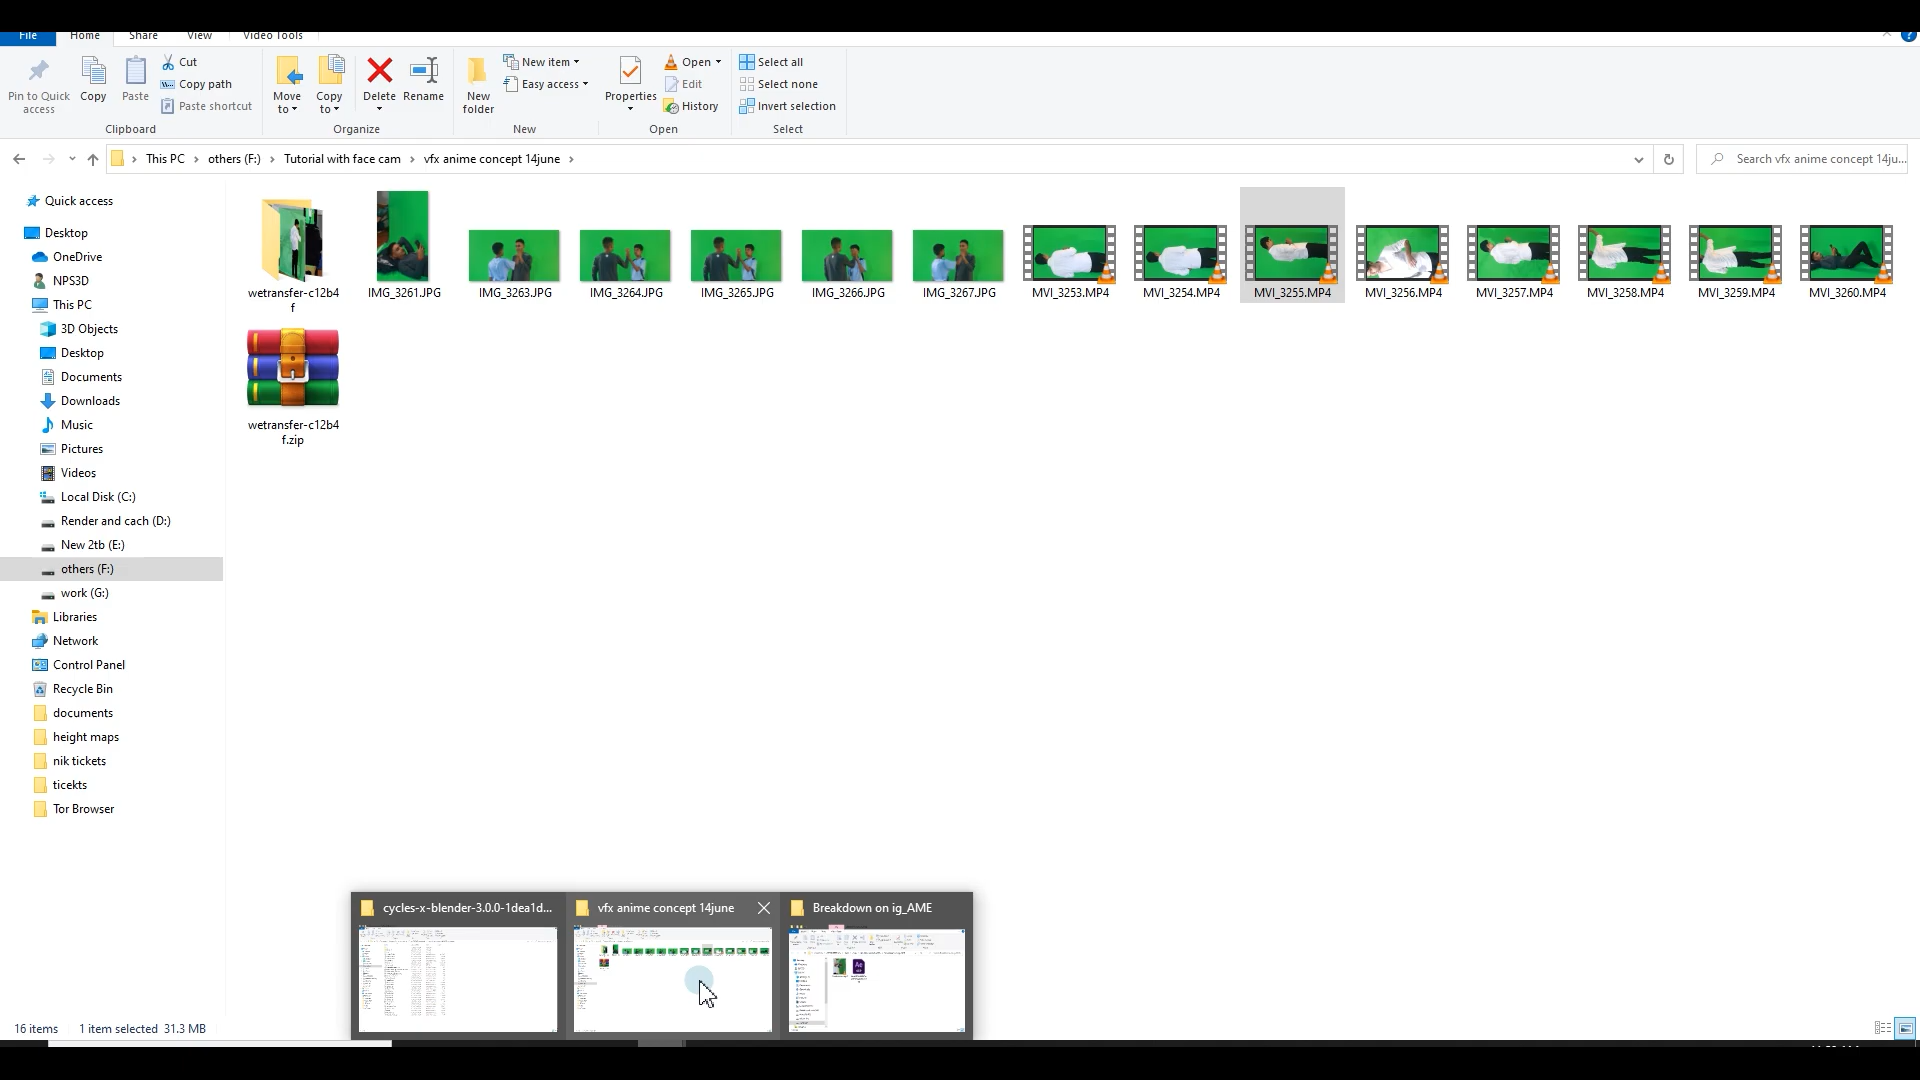 File
Home
Share
View
Video Tools
Pin to Quick
access
Copy
Paste
Cut
Copy path
Paste shortcut
Clipboard
Move
to
Copy
to
Delete
Rename
Organize
New
folder
New item
Easy access
New
Properties
Open
Edit
History
Open
Select all
Select none
Invert selection
Select
This PC
others (F:)
Tutorial with face cam
vfx anime concept 14june
Search vfx anime concept 14ju...
Quick access
Desktop
OneDrive
NPS3D
This PC
3D Objects
Desktop
Documents
Downloads
Music
Pictures
Videos
Local Disk (C:)
Render and cach (D:)
New 2tb (E:)
others (F:)
work (G:)
Libraries
Network
Control Panel
Recycle Bin
documents
height maps
nik tickets
ticekts
Tor Browser
wetransfer-c12b4
f
IMG_3261.JPG
IMG_3263.JPG
IMG_3264.JPG
IMG_3265.JPG
IMG_3266.JPG
IMG_3267.JPG
MVI_3253.MP4
MVI_3254.MP4
MVI_3255.MP4
MVI_3256.MP4
MVI_3257.MP4
MVI_3258.MP4
MVI_3259.MP4
MVI_3260.MP4
wetransfer-c12b4
f.zip
cycles-x-blender-3.0.0-1dea1d...
vfx anime concept 14june
Breakdown on ig_AME
Ae
16 items
1 item selected 31.3 MB